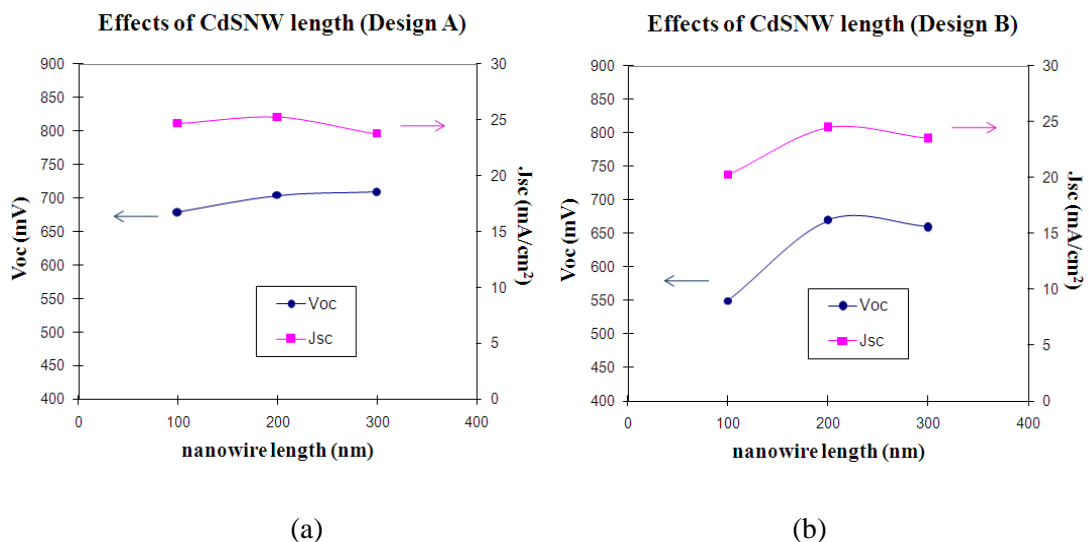 Effects of CdSNW length (Design A)
900
850
800
750
700
650
600
550
500
450
400
30
25
20
15
10
5
0
Voc (mV)
Jsc (mA/cm²)
Voc
Jsc
0 100 200 300 400
nanowire length (nm)
(a)
Effects of CdSNW length (Design B)
900
850
800
750
700
650
600
550
500
450
400
30
25
20
15
10
5
0
Voc (mV)
Jsc (mA/cm²)
Voc
Jsc
0 100 200 300 400
nanowire length (nm)
(b)